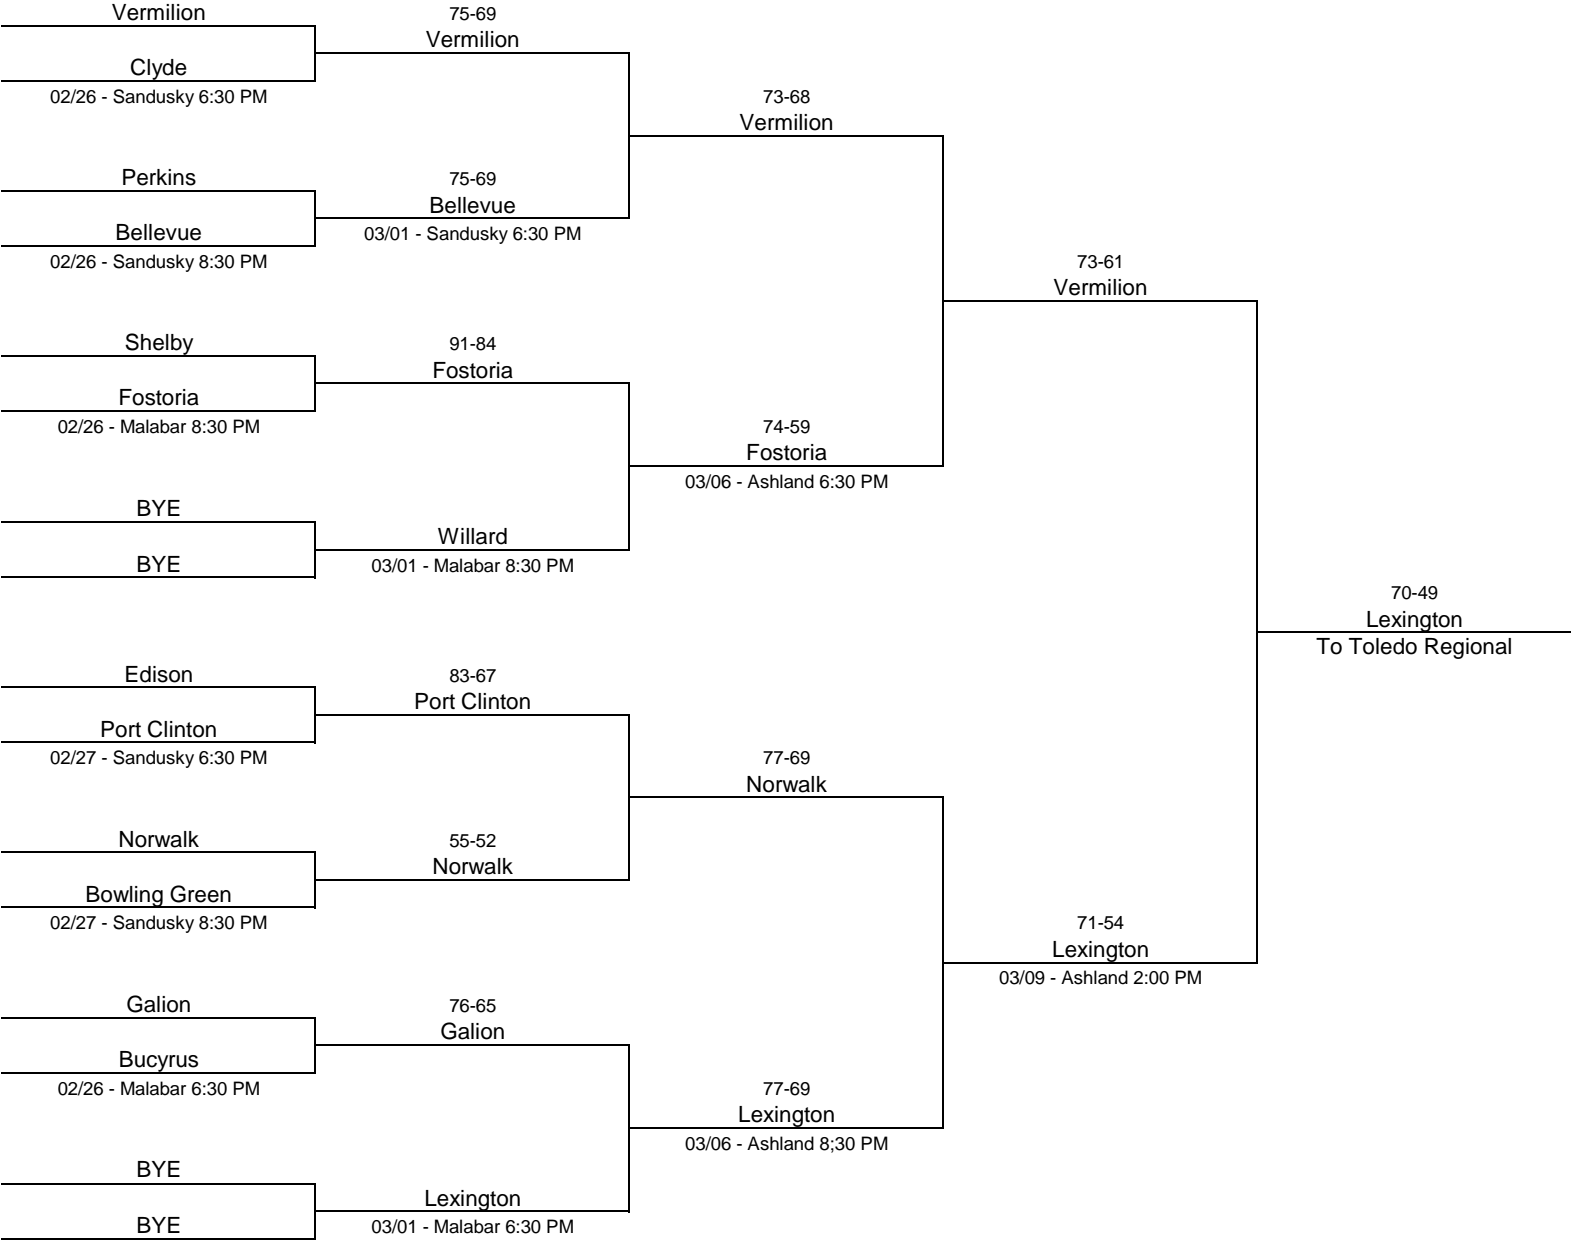 Vermilion
Clyde
02/26 - Sandusky 6:30 PM
Perkins
Bellevue
02/26 - Sandusky 8:30 PM
Shelby
Fostoria
02/26 - Malabar 8:30 PM
BYE
BYE
Edison
Port Clinton
02/27 - Sandusky 6:30 PM
Norwalk
Bowling Green
02/27 - Sandusky 8:30 PM
Galion
Bucyrus
02/26 - Malabar 6:30 PM
BYE
BYE
75-69
Vermilion
75-69
Bellevue
03/01 - Sandusky 6:30 PM
91-84
Fostoria
Willard
03/01 - Malabar 8:30 PM
83-67
Port Clinton
55-52
Norwalk
76-65
Galion
Lexington
03/01 - Malabar 6:30 PM
73-68
Vermilion
74-59
Fostoria
03/06 - Ashland 6:30 PM
77-69
Norwalk
77-69
Lexington
03/06 - Ashland 8;30 PM
73-61
Vermilion
71-54
Lexington
03/09 - Ashland 2:00 PM
70-49
Lexington
To Toledo Regional